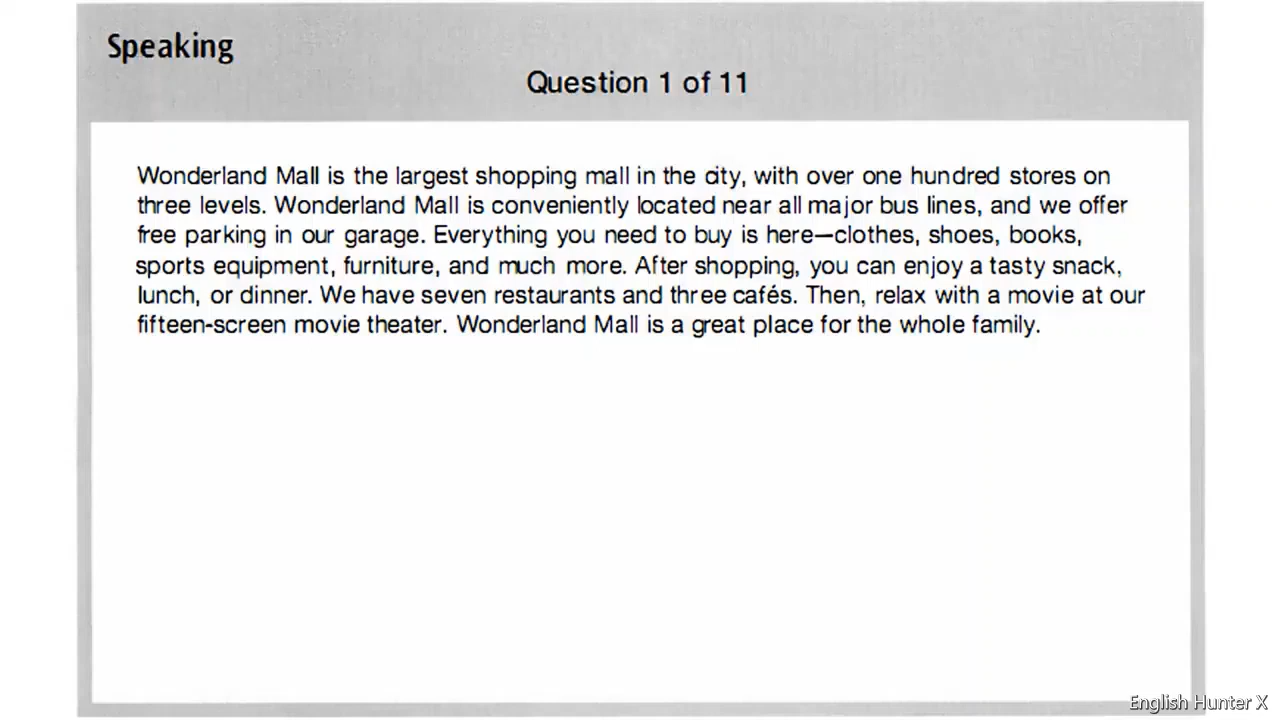 Speaking
Question 1 of 11
Wonderland Mall is the largest shopping mall in the city, with over one hundred stores on
three levels. Wonderland Mall is conveniently located near all major bus lines, and we offer
free parking in our garage. Everything you need to buy is here—clothes, shoes, books,
sports equipment, furniture, and much more. After shopping, you can enjoy a tasty snack,
lunch, or dinner. We have seven restaurants and three cafés. Then, relax with a movie at our
fifteen-screen movie theater. Wonderland Mall is a great place for the whole family.
English Hunter X